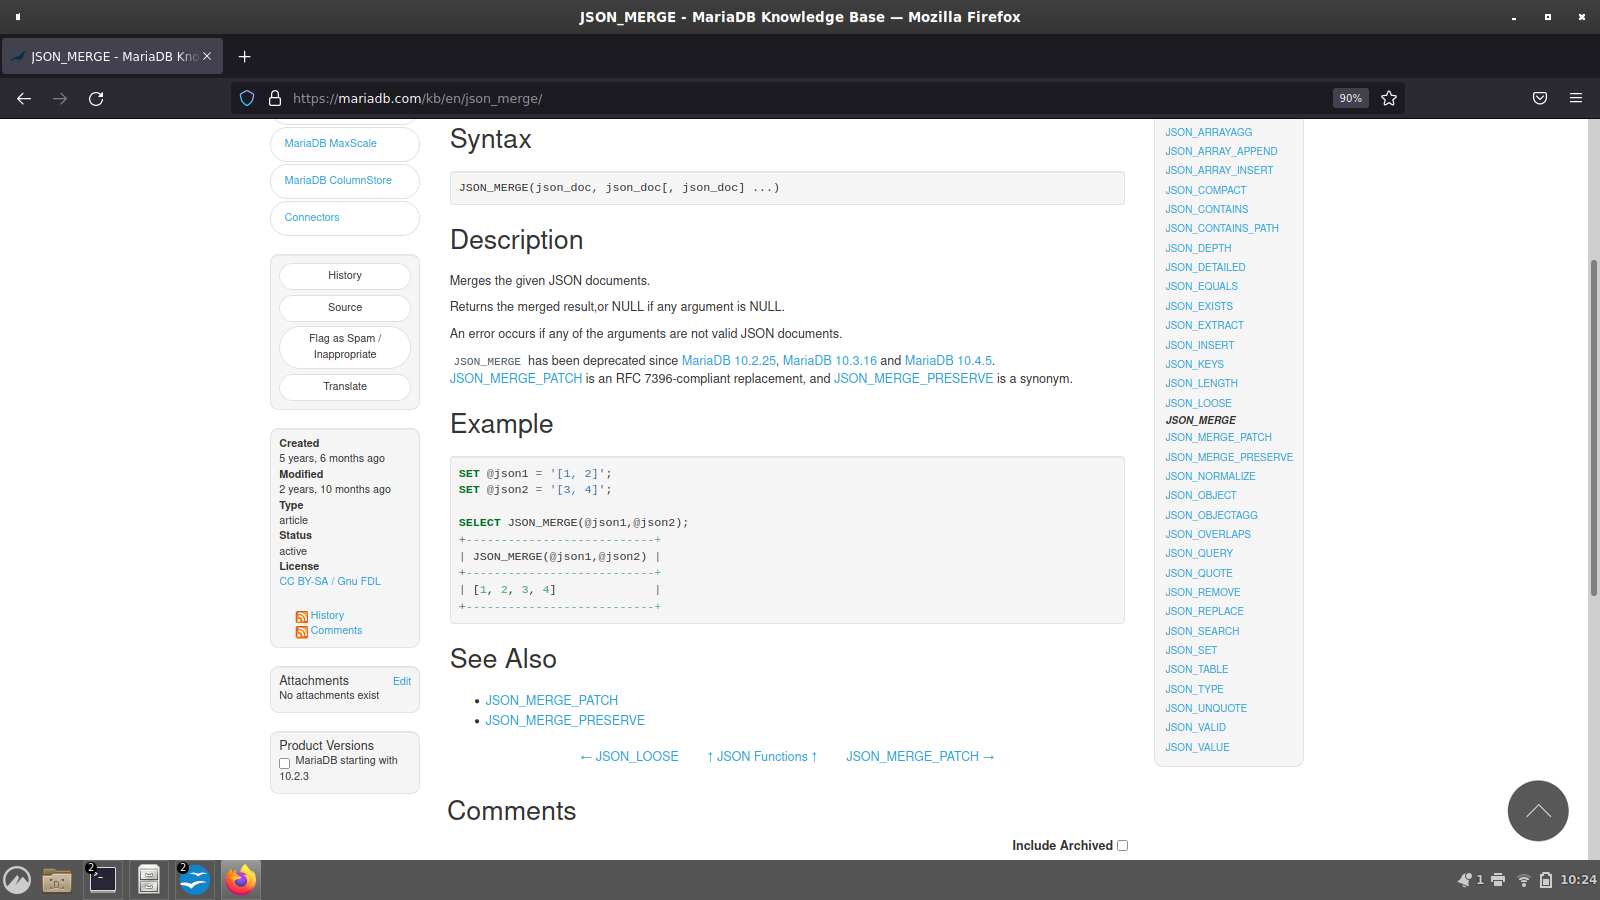 JSON_MERGE - MariaDB Knowledge Base — Mozilla Firefox
JSON_MERGE - MariaDB Kno
https://mariadb.com/kb/en/json_merge/
90%
MariaDB MaxScale
MariaDB ColumnStore
Connectors
History
Source
Flag as Spam /
Inappropriate
Translate
Created
5 years, 6 months ago
Modified
2 years, 10 months ago
Type
article
Status
active
License
CC BY-SA / Gnu FDL
History
Comments
Attachments Edit
No attachments exist
Product Versions
MariaDB starting with
10.2.3
Syntax
JSON_MERGE(json_doc, json_doc[, json_doc] ...)
Description
Merges the given JSON documents.
Returns the merged result,or NULL if any argument is NULL.
An error occurs if any of the arguments are not valid JSON documents.
JSON_MERGE has been deprecated since MariaDB 10.2.25, MariaDB 10.3.16 and MariaDB 10.4.5.
JSON_MERGE_PATCH is an RFC 7396-compliant replacement, and JSON_MERGE_PRESERVE is a synonym.
Example
SET @json1 = '[1, 2]';
SET @json2 = '[3, 4]';
SELECT JSON_MERGE(@json1,@json2);
+---------------------------+
| JSON_MERGE(@json1,@json2) |
+---------------------------+
| [1, 2, 3, 4]              |
+---------------------------+
See Also
• JSON_MERGE_PATCH
• JSON_MERGE_PRESERVE
← JSON_LOOSE ↑ JSON Functions ↑ JSON_MERGE_PATCH →
Comments
Include Archived
JSON_ARRAYAGG
JSON_ARRAY_APPEND
JSON_ARRAY_INSERT
JSON_COMPACT
JSON_CONTAINS
JSON_CONTAINS_PATH
JSON_DEPTH
JSON_DETAILED
JSON_EQUALS
JSON_EXISTS
JSON_EXTRACT
JSON_INSERT
JSON_KEYS
JSON_LENGTH
JSON_LOOSE
JSON_MERGE
JSON_MERGE_PATCH
JSON_MERGE_PRESERVE
JSON_NORMALIZE
JSON_OBJECT
JSON_OBJECTAGG
JSON_OVERLAPS
JSON_QUERY
JSON_QUOTE
JSON_REMOVE
JSON_REPLACE
JSON_SEARCH
JSON_SET
JSON_TABLE
JSON_TYPE
JSON_UNQUOTE
JSON_VALID
JSON_VALUE
2 2 1 10:24